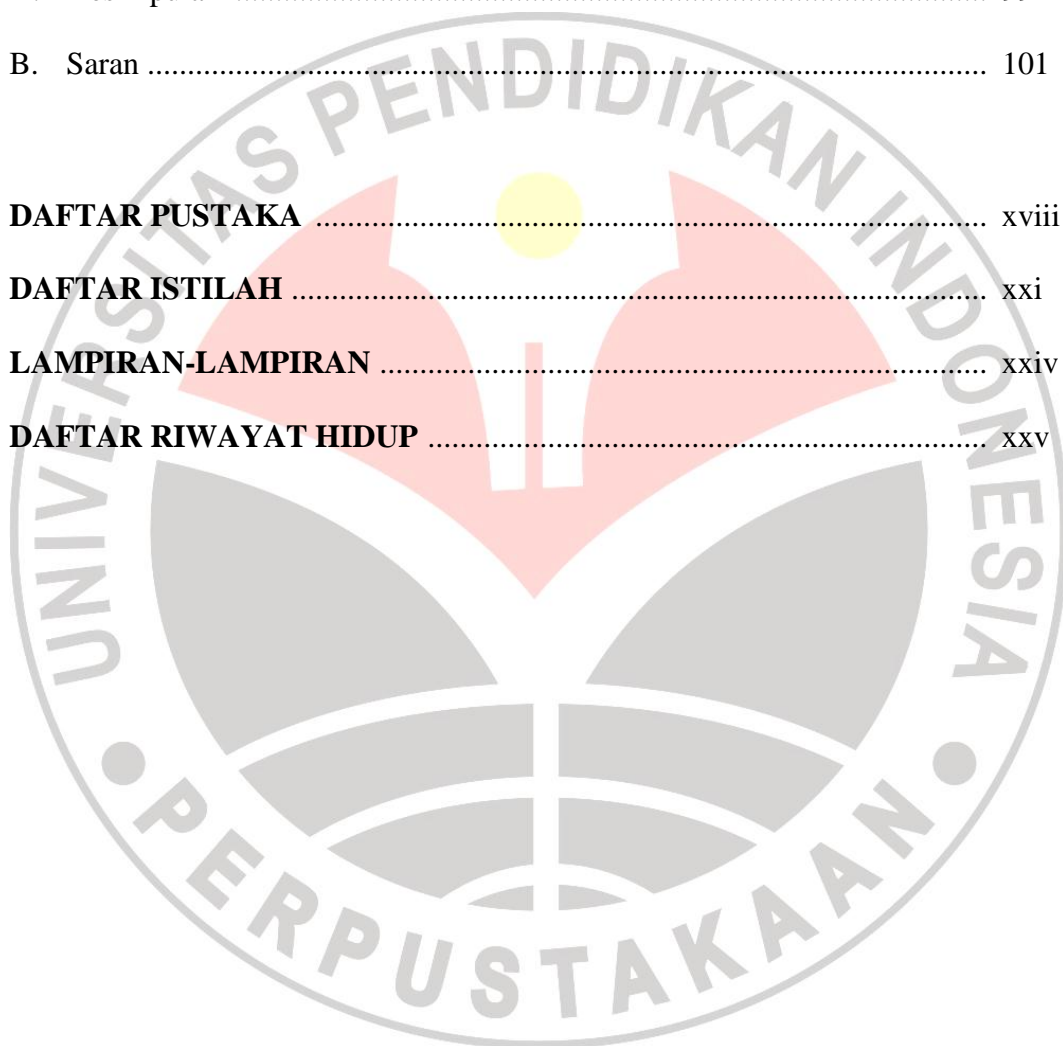 B. Saran ........................................................................................................ 101
DAFTAR PUSTAKA .................................................................................... xviii
DAFTAR ISTILAH ....................................................................................... xxi
LAMPIRAN-LAMPIRAN ............................................................................ xxiv
DAFTAR RIWAYAT HIDUP ...................................................................... xxv
UNIVERSITAS PENDIDIKAN INDONESIA
PERPUSTAKAAN